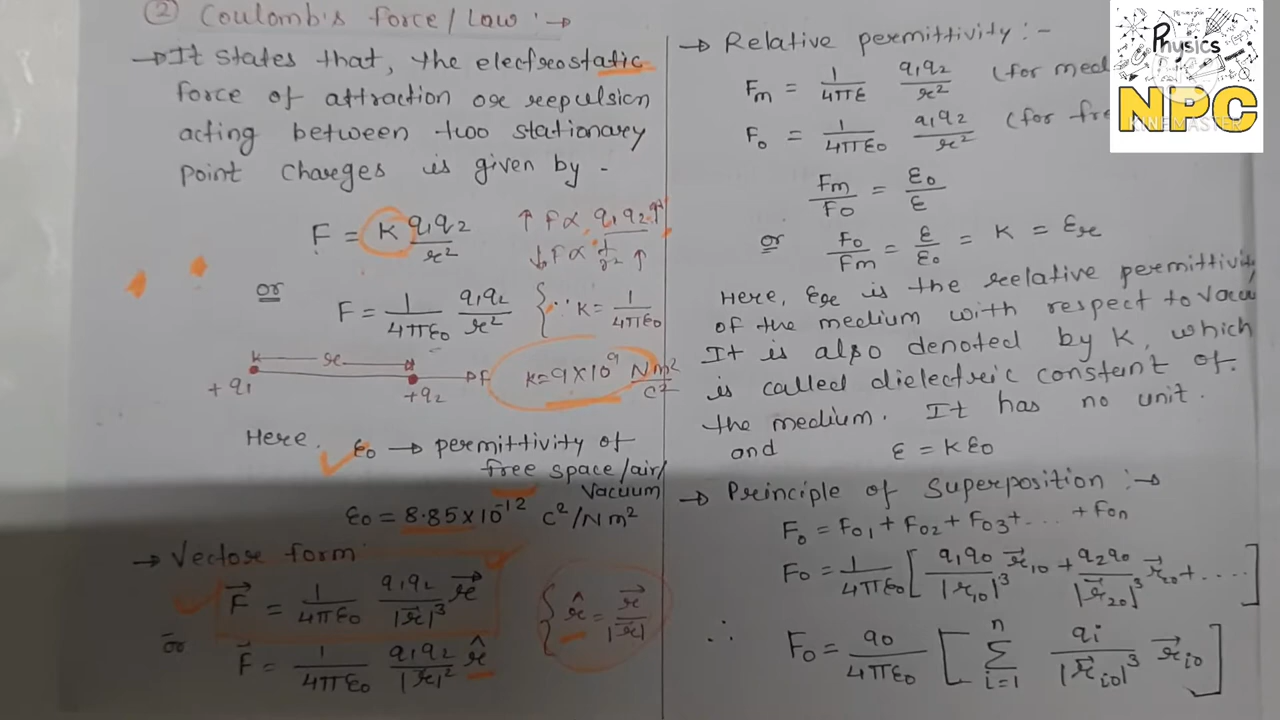 ② Coulomb's force/Law :→
→ It states that, the electrostatic
force of attraction or repulsion
acting between two stationary
point charges is given by -
F = K q1q2/r²
↑ F ∝ q1q2 ↑
↓ F ∝ 1/r² ↑
or
F = 1/4πε0 q1q2/r² {∵ K = 1/4πε0
r
+q1 +q2 F
K=9×10⁹ Nm²/C²
Here, ε0 → permittivity of
free space/air/
Vacuum
ε0 = 8.85×10⁻¹² C²/Nm²
→ Vector form
F⃗ = 1/4πε0 q1q2/|r⃗|³ r⃗
{ r̂ = r⃗/|r⃗|
or
F⃗ = 1/4πε0 q1q2/|r⃗|² r̂
→ Relative permittivity :-
Fm = 1/4πε q1q2/r² (for med
F0 = 1/4πε0 q1q2/r² (for fr
Fm/F0 = ε0/ε
or F0/Fm = ε/ε0 = K = εr
Here, εr is the relative permittivity
of the medium with respect to Vacu
It is also denoted by K, which
is called dielectric constant of
the medium. It has no unit.
and ε = Kε0
→ Principle of Superposition :→
F0 = F01 + F02 + F03 + .... + F0n
F0 = 1/4πε0 [ q1q0/|r10|³ r⃗10 + q2q0/|r⃗20|³ r⃗20 + .... ]
∴ F0 = q0/4πε0 [ n Σ i=1 qi/|r⃗i0|³ r⃗i0 ]
Physics
NPC
KINEMASTER